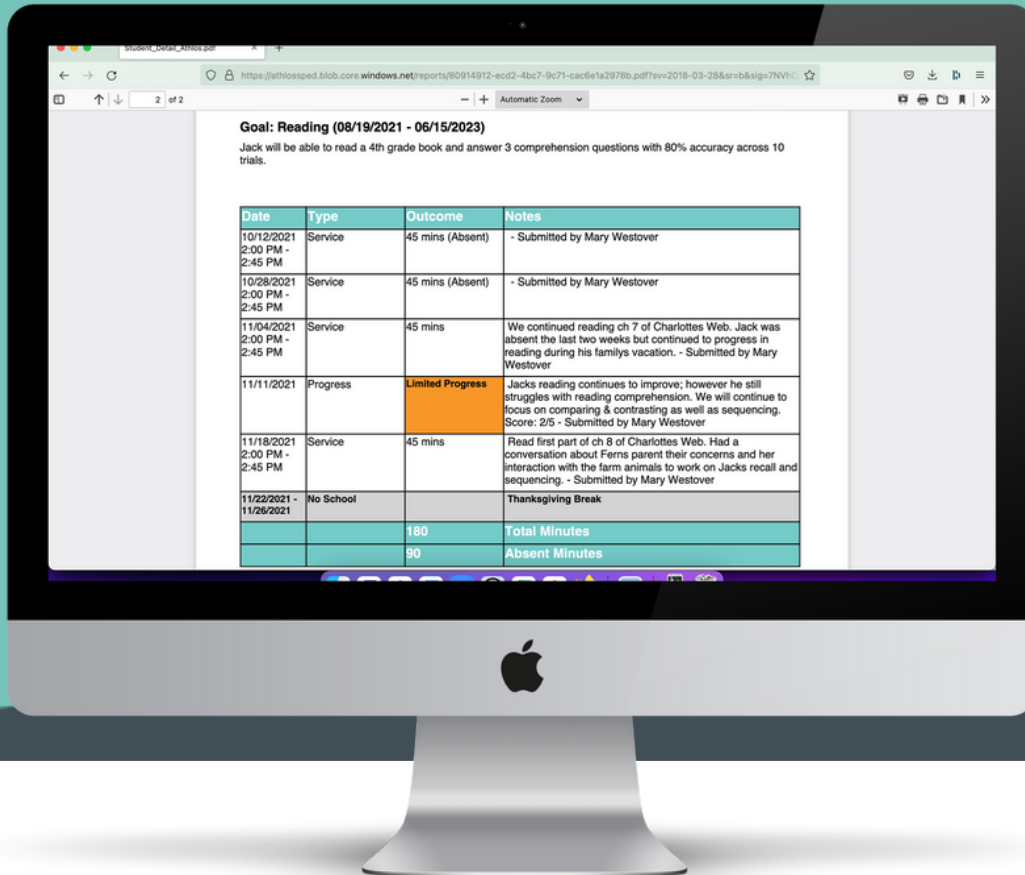 Student_Detail_Athlos.pdf
https://athlossped.blob.core.windows.net/reports/80914912-ecd2-4bc7-9c71-cac6e1a2978b.pdf?sv=2018-03-28&sr=b&sig=7NVh
2 of 2
Automatic Zoom
Goal: Reading (08/19/2021 - 06/15/2023)
Jack will be able to read a 4th grade book and answer 3 comprehension questions with 80% accuracy across 10
trials.
Date Type Outcome Notes
10/12/2021 Service 45 mins (Absent) - Submitted by Mary Westover
2:00 PM -
2:45 PM
10/28/2021 Service 45 mins (Absent) - Submitted by Mary Westover
2:00 PM -
2:45 PM
11/04/2021 Service 45 mins We continued reading ch 7 of Charlottes Web. Jack was
2:00 PM - absent the last two weeks but continued to progress in
2:45 PM reading during his familys vacation. - Submitted by Mary
Westover
11/11/2021 Progress Limited Progress Jacks reading continues to improve; however he still
struggles with reading comprehension. We will continue to
focus on comparing & contrasting as well as sequencing.
Score: 2/5 - Submitted by Mary Westover
11/18/2021 Service 45 mins Read first part of ch 8 of Charlottes Web. Had a
2:00 PM - conversation about Ferns parent their concerns and her
2:45 PM interaction with the farm animals to work on Jacks recall and
sequencing. - Submitted by Mary Westover
11/22/2021 - No School Thanksgiving Break
11/26/2021
180 Total Minutes
90 Absent Minutes